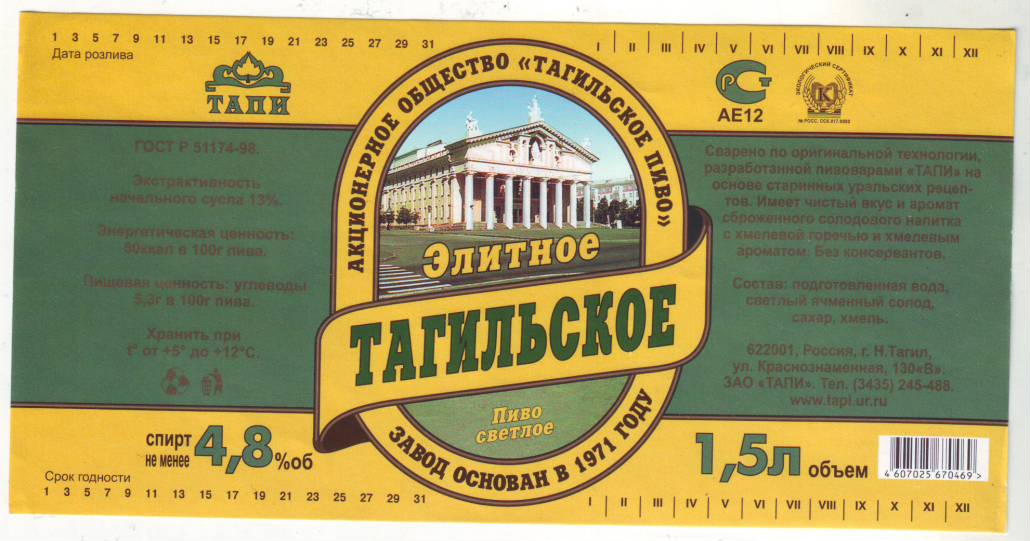 1 3 5 7 9 11 13 15 17 19 21 23 25 27 29 31
Дата розлива
I II III IV V VI VII VIII IX X XI XII
ТАПИ
ГОСТ Р 51174-98.
Экстрактивность
начального сусла 13%.
Энергетическая ценность:
50ккал в 100г пива.
Пищевая ценность: углеводы
5,3г в 100г пива.
Хранить при
t° от +5° до +12°С.
спирт
не менее
4,8 %об
Срок годности
1 3 5 7 9 11 13 15 17 19 21 23 25 27 29 31
АКЦИОНЕРНОЕ ОБЩЕСТВО «ТАГИЛЬСКОЕ ПИВО»
Элитное
ТАГИЛЬСКОЕ
Пиво
светлое
ЗАВОД ОСНОВАН В 1971 ГОДУ
РСТ
АЕ12
ЭКОЛОГИЧЕСКИЙ СЕРТИФИКАТ
К
Сварено по оригинальной технологии,
разработанной пивоварами «ТАПИ» на
основе старинных уральских рецеп-
тов. Имеет чистый вкус и аромат
сброженного солодового напитка
с хмелевой горечью и хмелевым
ароматом. Без консервантов.
Состав: подготовленная вода,
светлый ячменный солод,
сахар, хмель.
622001, Россия, г. Н.Тагил,
ул. Краснознаменная, 130«В».
ЗАО «ТАПИ». Тел. (3435) 245-488.
www.tapi.ur.ru
1,5л объем
4 607025 670469 >
I II III IV V VI VII VIII IX X XI XII